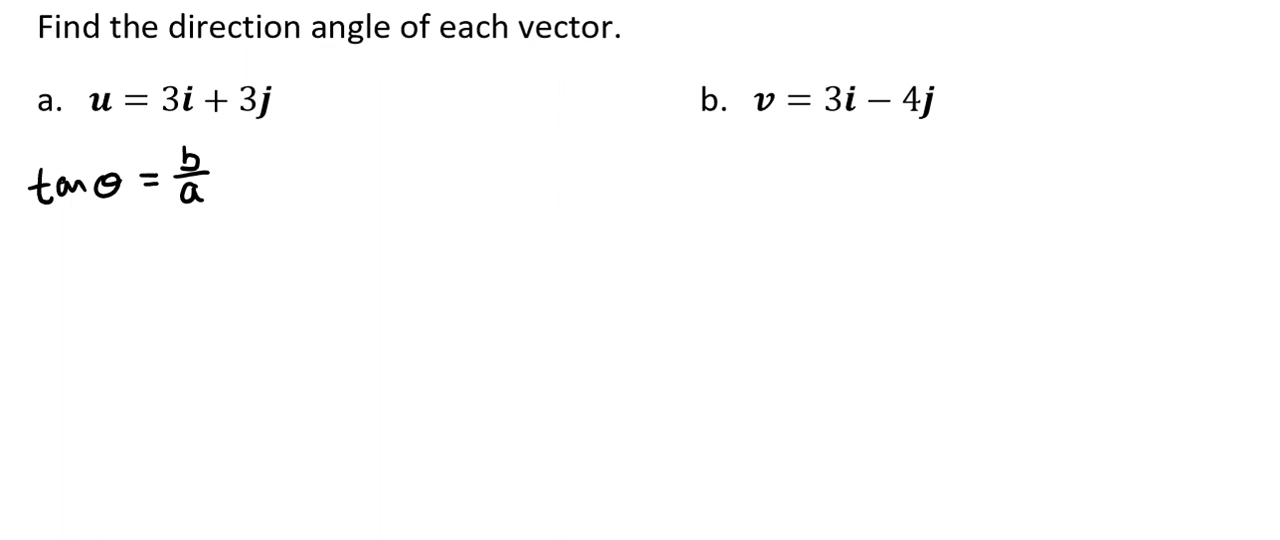 Find the direction angle of each vector.
a. u = 3i + 3j
b. v = 3i − 4j
tan θ = b/a